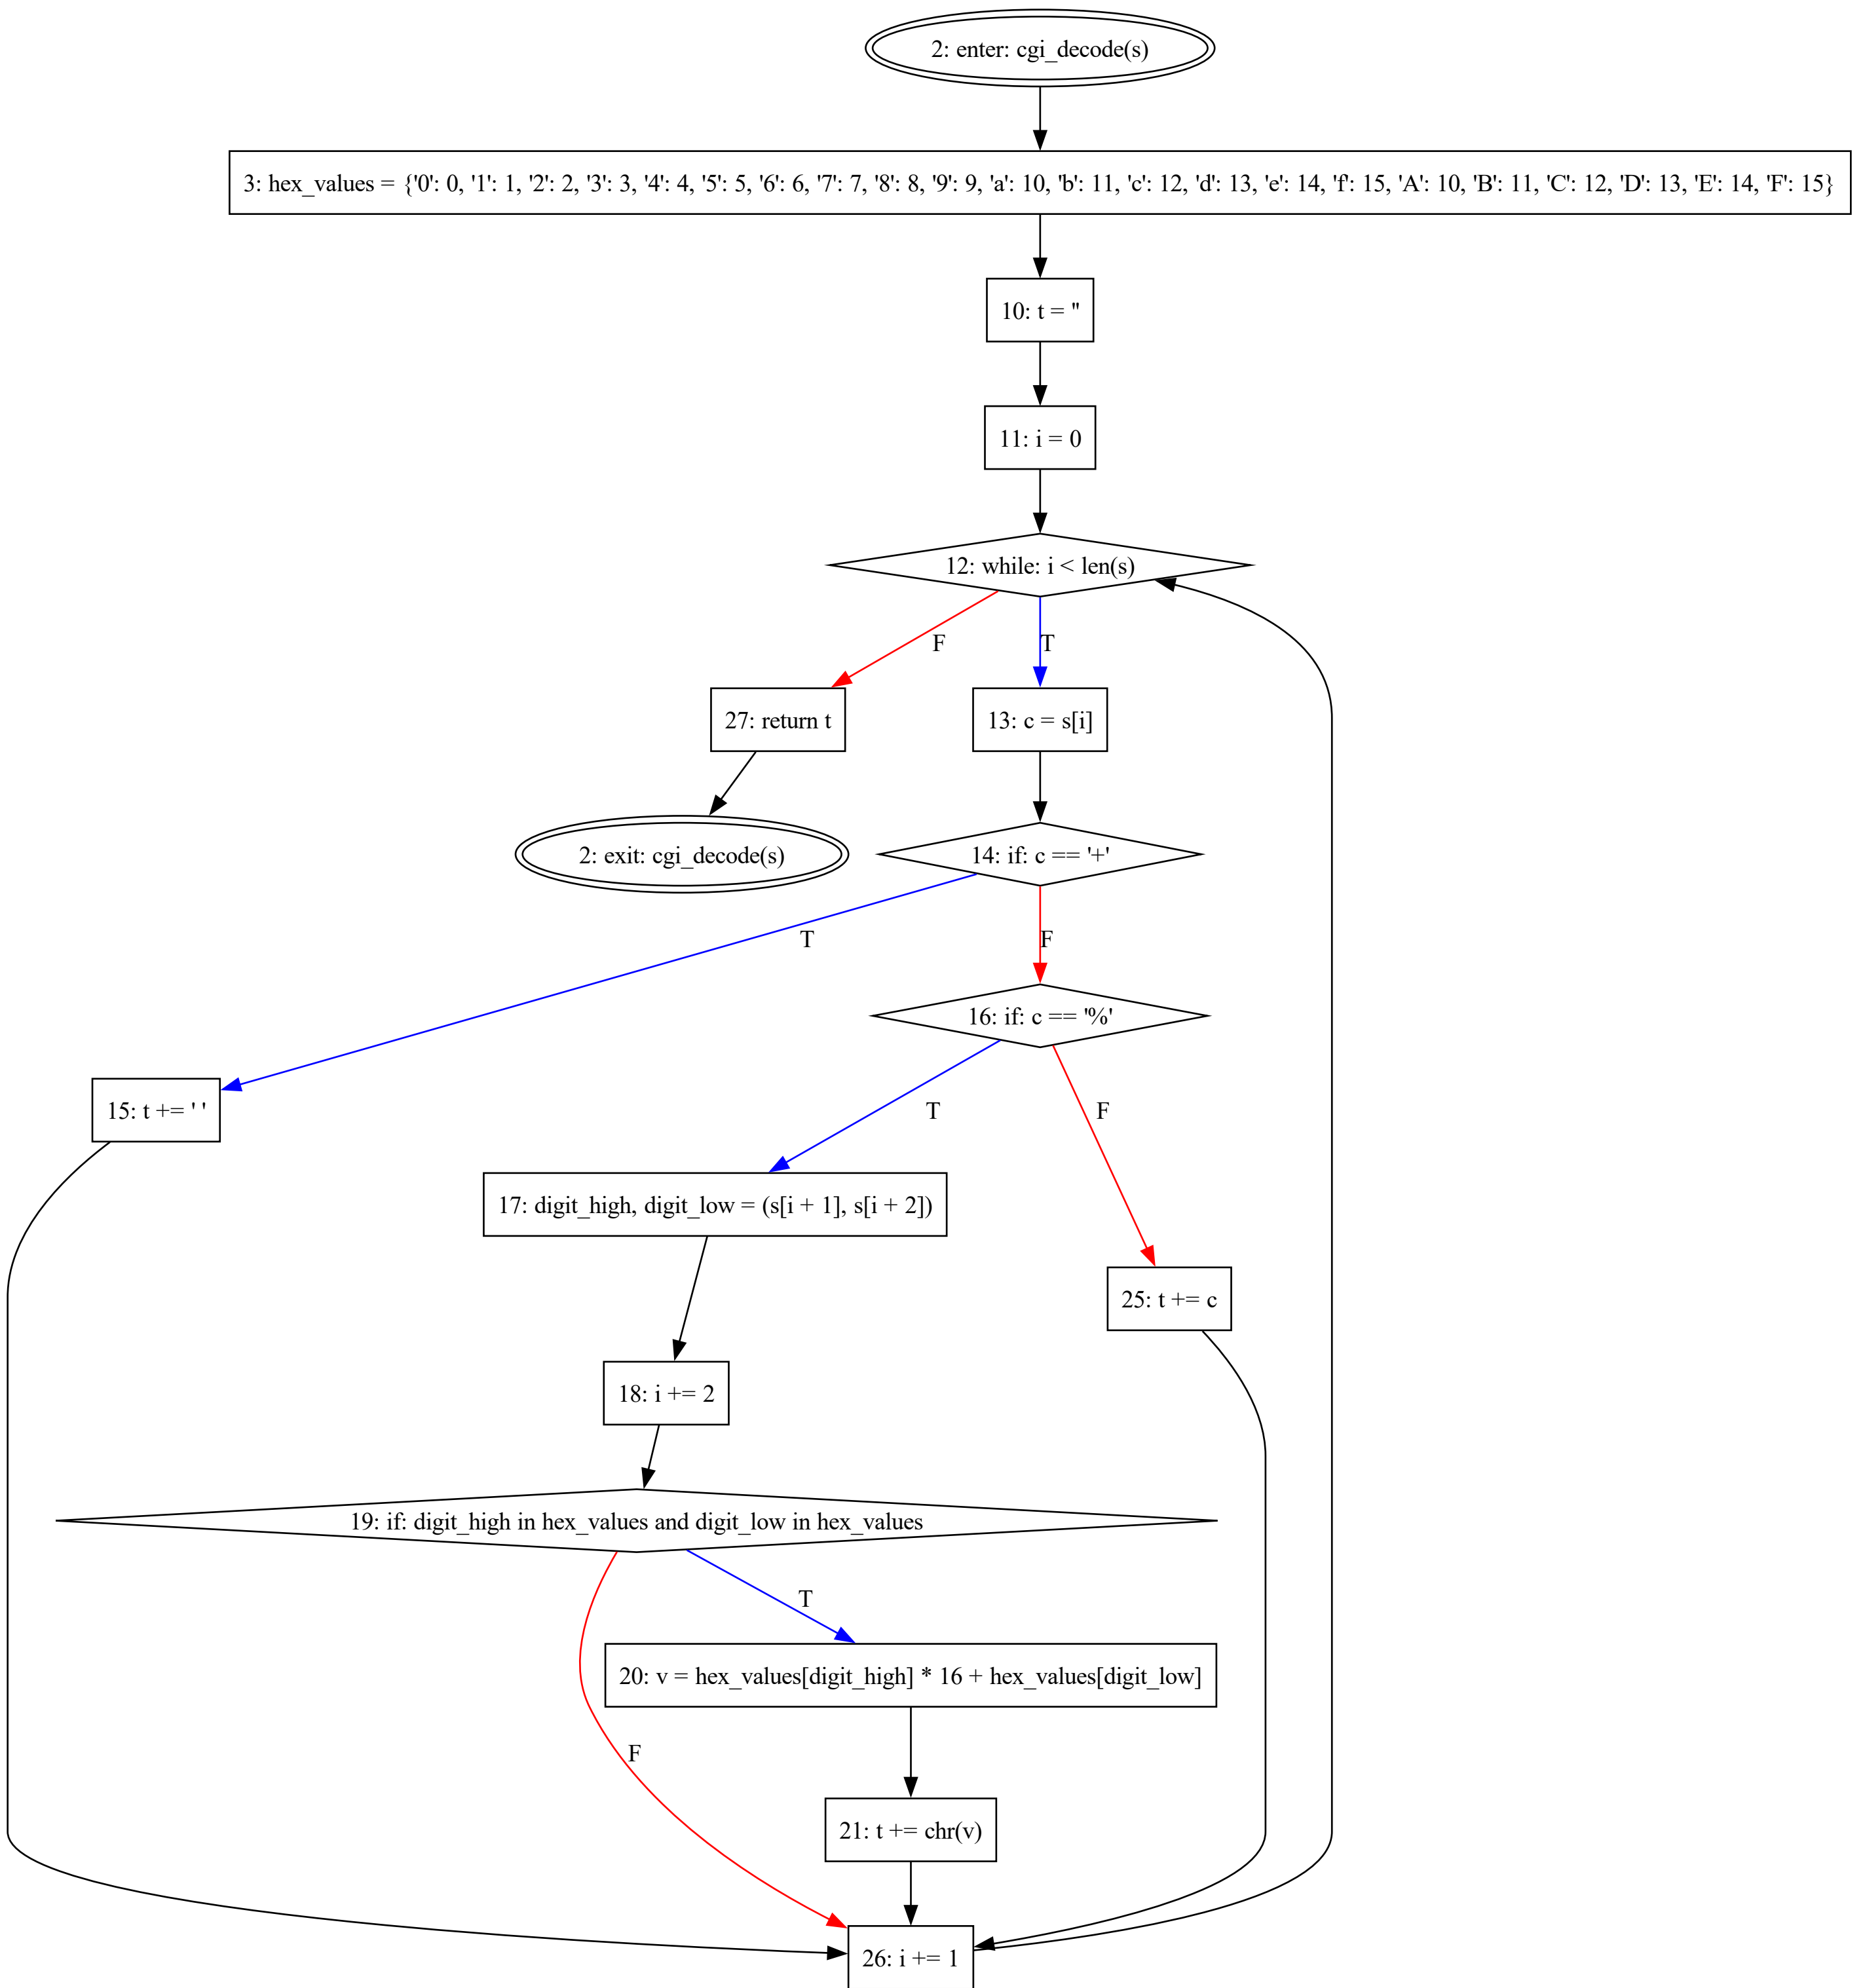 2: enter: cgi_decode(s)
3: hex_values = {'0': 0, '1': 1, '2': 2, '3': 3, '4': 4, '5': 5, '6': 6, '7': 7, '8': 8, '9': 9, 'a': 10, 'b': 11, 'c': 12, 'd': 13, 'e': 14, 'f': 15, 'A': 10, 'B': 11, 'C': 12, 'D': 13, 'E': 14, 'F': 15}
10: t = ''
11: i = 0
12: while: i < len(s)
F
T
27: return t
13: c = s[i]
2: exit: cgi_decode(s)
14: if: c == '+'
T
F
16: if: c == '%'
15: t += ' '
T
F
17: digit_high, digit_low = (s[i + 1], s[i + 2])
25: t += c
18: i += 2
19: if: digit_high in hex_values and digit_low in hex_values
T
20: v = hex_values[digit_high] * 16 + hex_values[digit_low]
F
21: t += chr(v)
26: i += 1